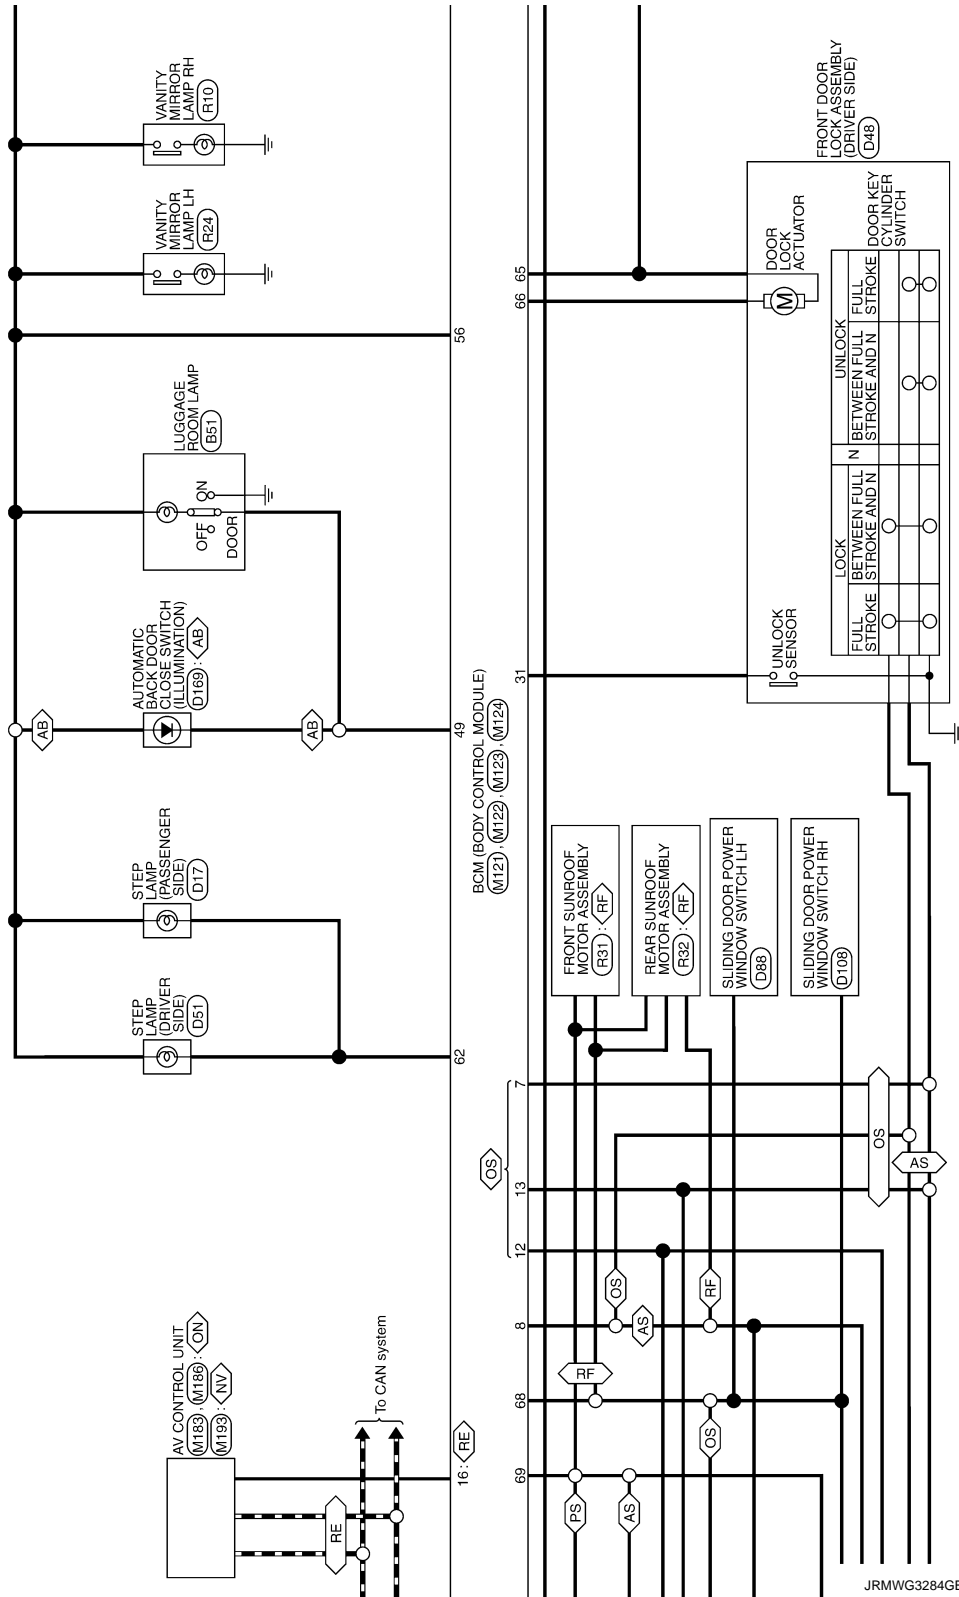 VANITY
MIRROR
LAMP RH
R10
VANITY
MIRROR
LAMP LH
R24
56
LUGGAGE
ROOM LAMP
B51
ON
OFF
DOOR
AUTOMATIC
BACK DOOR
CLOSE SWITCH
(ILLUMINATION)
D169 : AB
AB
AB
49
STEP
LAMP
(PASSENGER
SIDE)
D17
STEP
LAMP
(DRIVER
SIDE)
D51
62
AV CONTROL UNIT
M183 , M186 : ON
M193 : NV
To CAN system
RE
16 : RE
BCM (BODY CONTROL MODULE)
M121 , M122 , M123 , M124
65
66
31
OS
7
13
12
8
68
69
FRONT DOOR
LOCK ASSEMBLY
(DRIVER SIDE)
D48
DOOR
LOCK
ACTUATOR
M
DOOR KEY
CYLINDER
SWITCH
UNLOCK
SENSOR
LOCK
N
UNLOCK
FULL
STROKE
BETWEEN FULL
STROKE AND N
BETWEEN FULL
STROKE AND N
FULL
STROKE
FRONT SUNROOF
MOTOR ASSEMBLY
R31 : RF
REAR SUNROOF
MOTOR ASSEMBLY
R32 : RF
SLIDING DOOR POWER
WINDOW SWITCH LH
D88
SLIDING DOOR POWER
WINDOW SWITCH RH
D108
OS
AS
OS
AS
RF
RF
OS
PS
AS
JRMWG3284GE